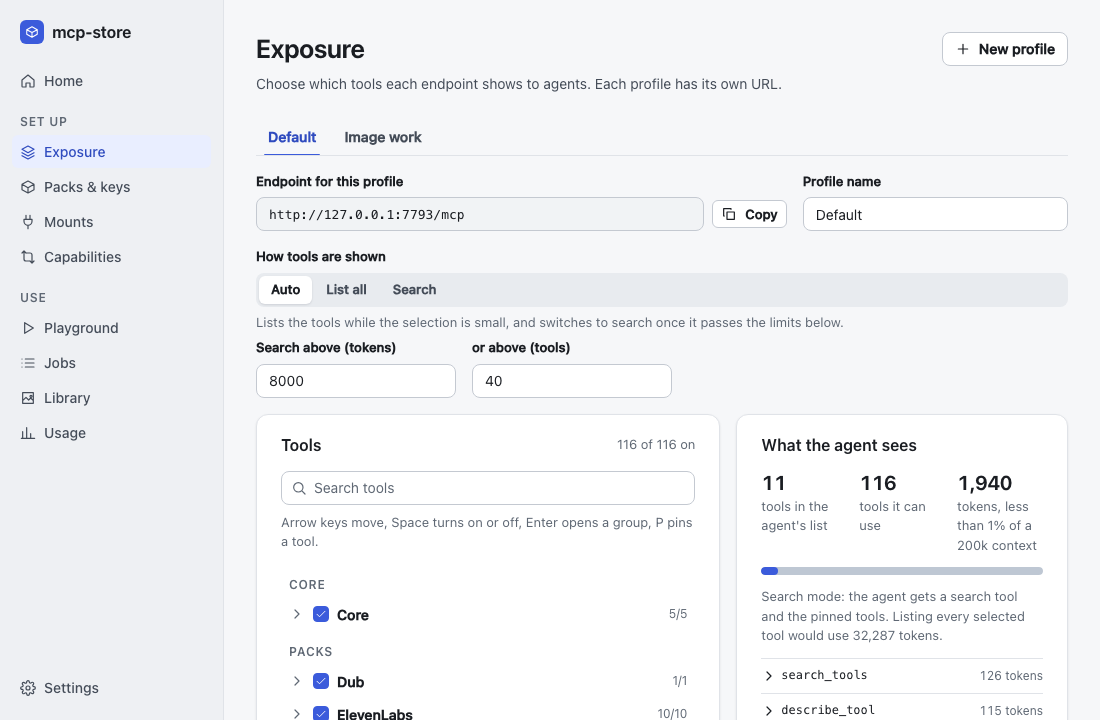 mcp-store
Home
SET UP
Exposure
Packs & keys
Mounts
Capabilities
USE
Playground
Jobs
Library
Usage
Settings
Exposure
New profile
Choose which tools each endpoint shows to agents. Each profile has its own URL.
Default
Image work
Endpoint for this profile
http://127.0.0.1:7793/mcp
Copy
Profile name
Default
How tools are shown
Auto
List all
Search
Lists the tools while the selection is small, and switches to search once it passes the limits below.
Search above (tokens)
8000
or above (tools)
40
Tools
116 of 116 on
Search tools
Arrow keys move, Space turns on or off, Enter opens a group, P pins
a tool.
CORE
Core
5/5
PACKS
Dub
1/1
ElevenLabs
10/10
What the agent sees
11
tools in the
agent's list
116
tools it can
use
1,940
tokens, less
than 1% of a
200k context
Search mode: the agent gets a search tool
and the pinned tools. Listing every selected
tool would use 32,287 tokens.
search_tools
126 tokens
describe_tool
115 tokens